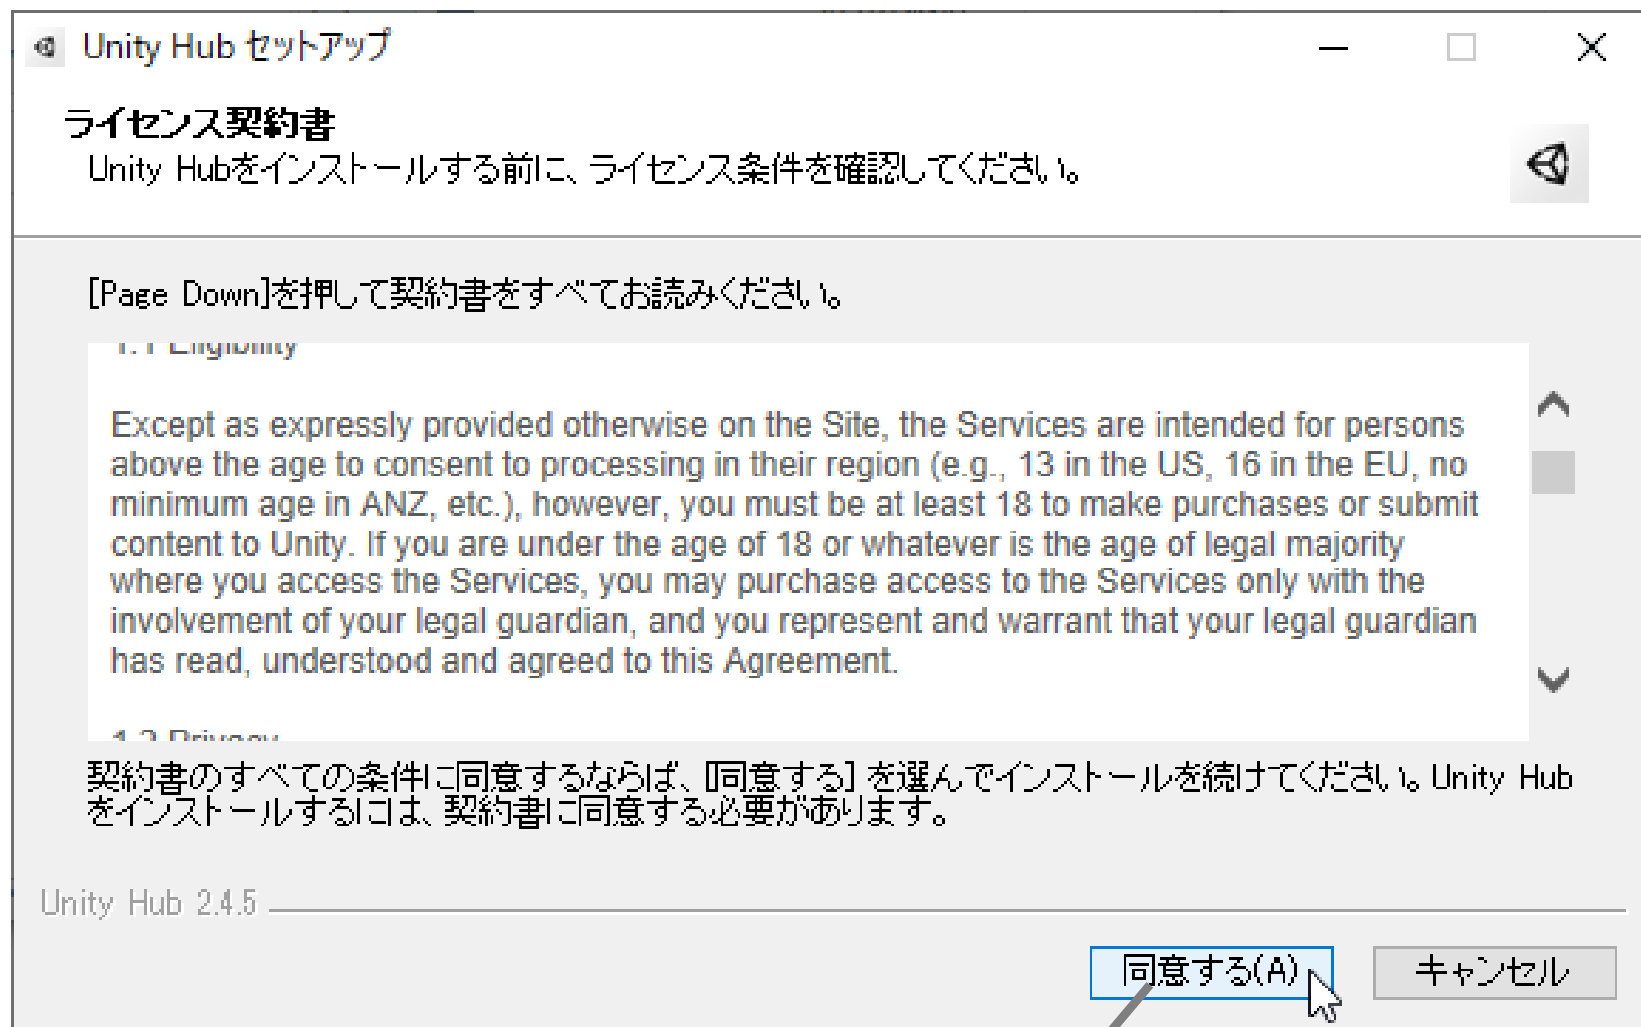 Unity Hub セットアップ
ライセンス契約書
Unity Hubをインストールする前に、ライセンス条件を確認してください。
[Page Down]を押して契約書をすべてお読みください。
1.1 Eligibility
Except as expressly provided otherwise on the Site, the Services are intended for persons
above the age to consent to processing in their region (e.g., 13 in the US, 16 in the EU, no
minimum age in ANZ, etc.), however, you must be at least 18 to make purchases or submit
content to Unity. If you are under the age of 18 or whatever is the age of legal majority
where you access the Services, you may purchase access to the Services only with the
involvement of your legal guardian, and you represent and warrant that your legal guardian
has read, understood and agreed to this Agreement.
1.2 Privacy
契約書のすべての条件に同意するならば、[同意する] を選んでインストールを続けてください。Unity Hub
をインストールするには、契約書に同意する必要があります。
Unity Hub 2.4.5
同意する(A)
キャンセル